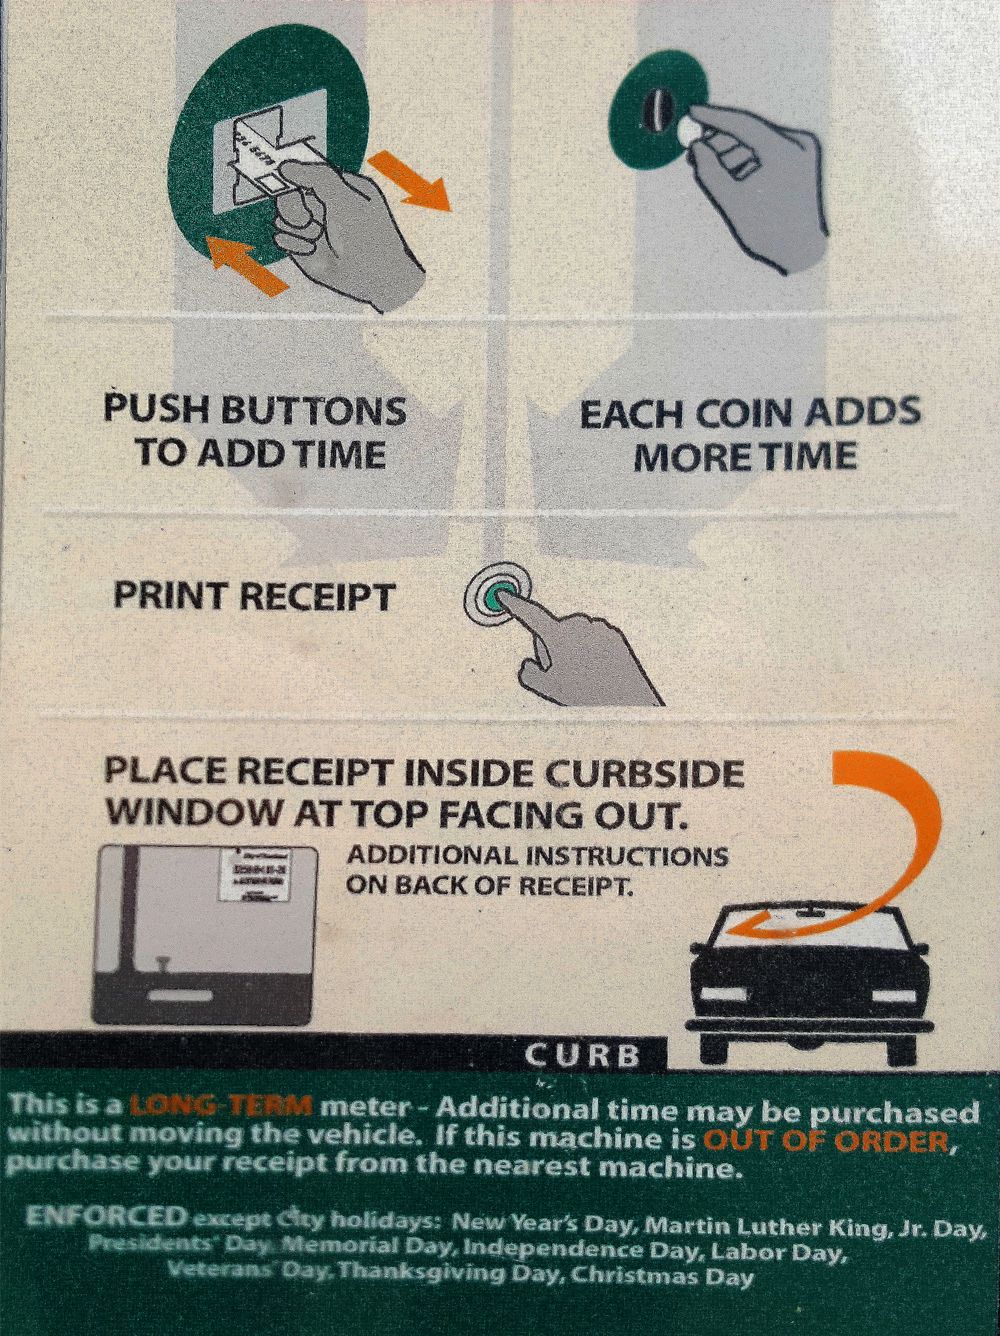 PUSH BUTTONS
TO ADD TIME
EACH COIN ADDS
MORE TIME
PRINT RECEIPT
PLACE RECEIPT INSIDE CURBSIDE
WINDOW AT TOP FACING OUT.
ADDITIONAL INSTRUCTIONS
ON BACK OF RECEIPT.
CURB
This is a LONG-TERM meter - Additional time may be purchased
without moving the vehicle. If this machine is OUT OF ORDER,
purchase your receipt from the nearest machine.
ENFORCED except City holidays: New Year's Day, Martin Luther King, Jr. Day,
Presidents' Day, Memorial Day, Independence Day, Labor Day,
Veterans' Day, Thanksgiving Day, Christmas Day